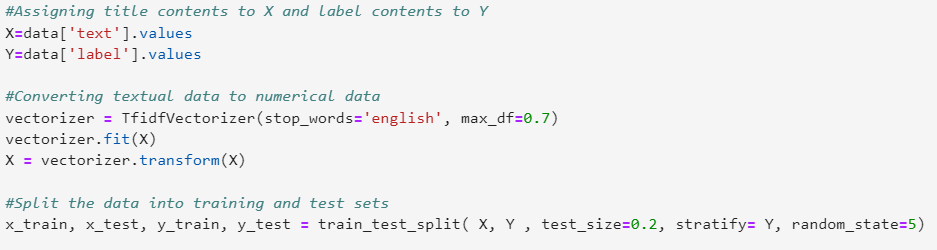 #Assigning title contents to X and label contents to Y
X=data['text'].values
Y=data['label'].values
#Converting textual data to numerical data
vectorizer = TfidfVectorizer(stop_words='english', max_df=0.7)
vectorizer.fit(X)
X = vectorizer.transform(X)
#Split the data into training and test sets
x_train, x_test, y_train, y_test = train_test_split( X, Y , test_size=0.2, stratify= Y, random_state=5)